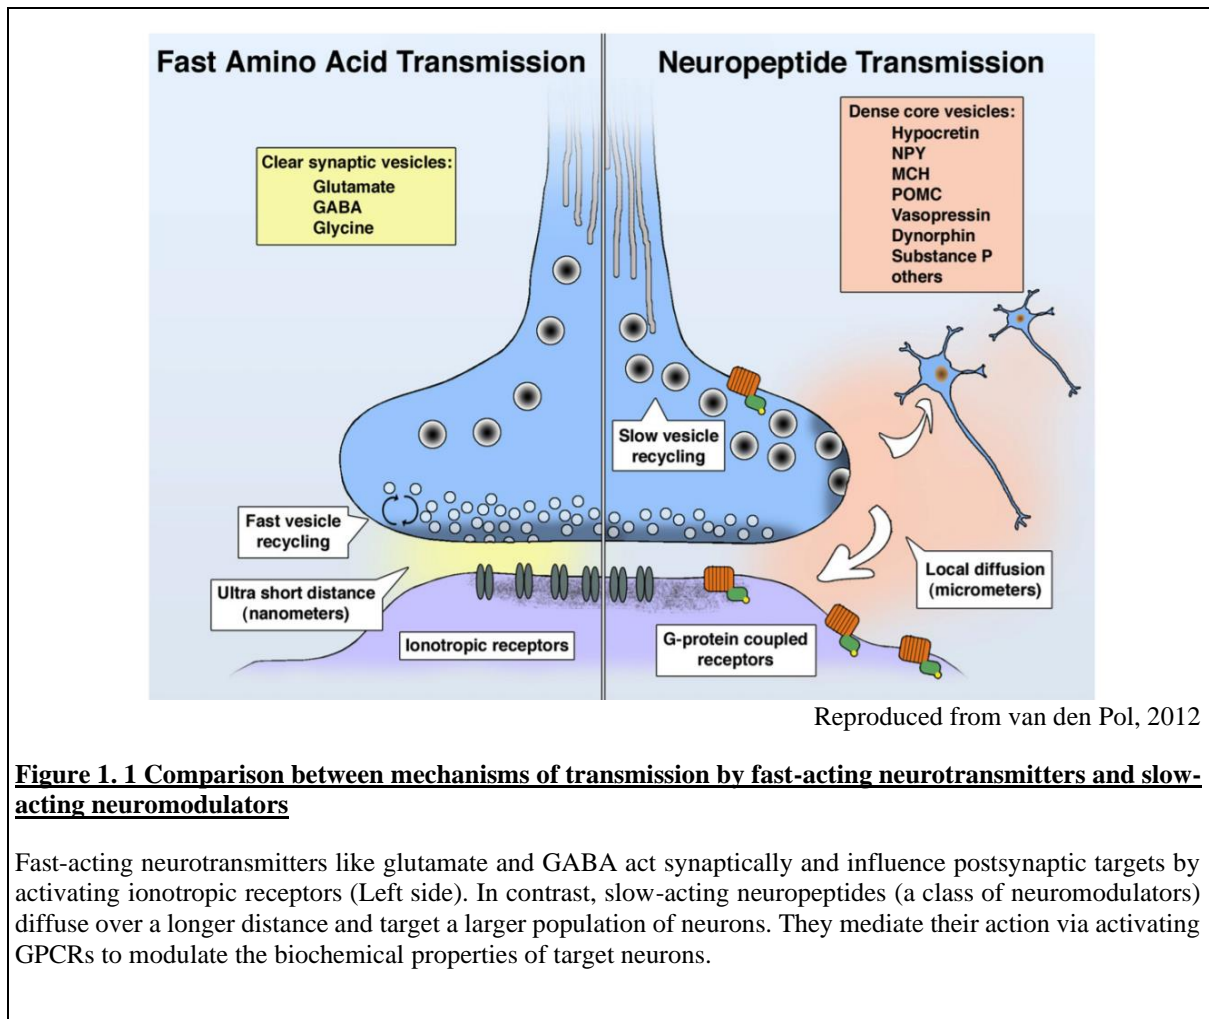 Fast Amino Acid Transmission
Neuropeptide Transmission
Clear synaptic vesicles:
Glutamate
GABA
Glycine
Dense core vesicles:
Hypocretin
NPY
MCH
POMC
Vasopressin
Dynorphin
Substance P
others
Slow vesicle
recycling
Fast vesicle
recycling
Ultra short distance
(nanometers)
Local diffusion
(micrometers)
Ionotropic receptors
G-protein coupled
receptors
Reproduced from van den Pol, 2012
Figure 1. 1 Comparison between mechanisms of transmission by fast-acting neurotransmitters and slow-
acting neuromodulators
Fast-acting neurotransmitters like glutamate and GABA act synaptically and influence postsynaptic targets by
activating ionotropic receptors (Left side). In contrast, slow-acting neuropeptides (a class of neuromodulators)
diffuse over a longer distance and target a larger population of neurons. They mediate their action via activating
GPCRs to modulate the biochemical properties of target neurons.